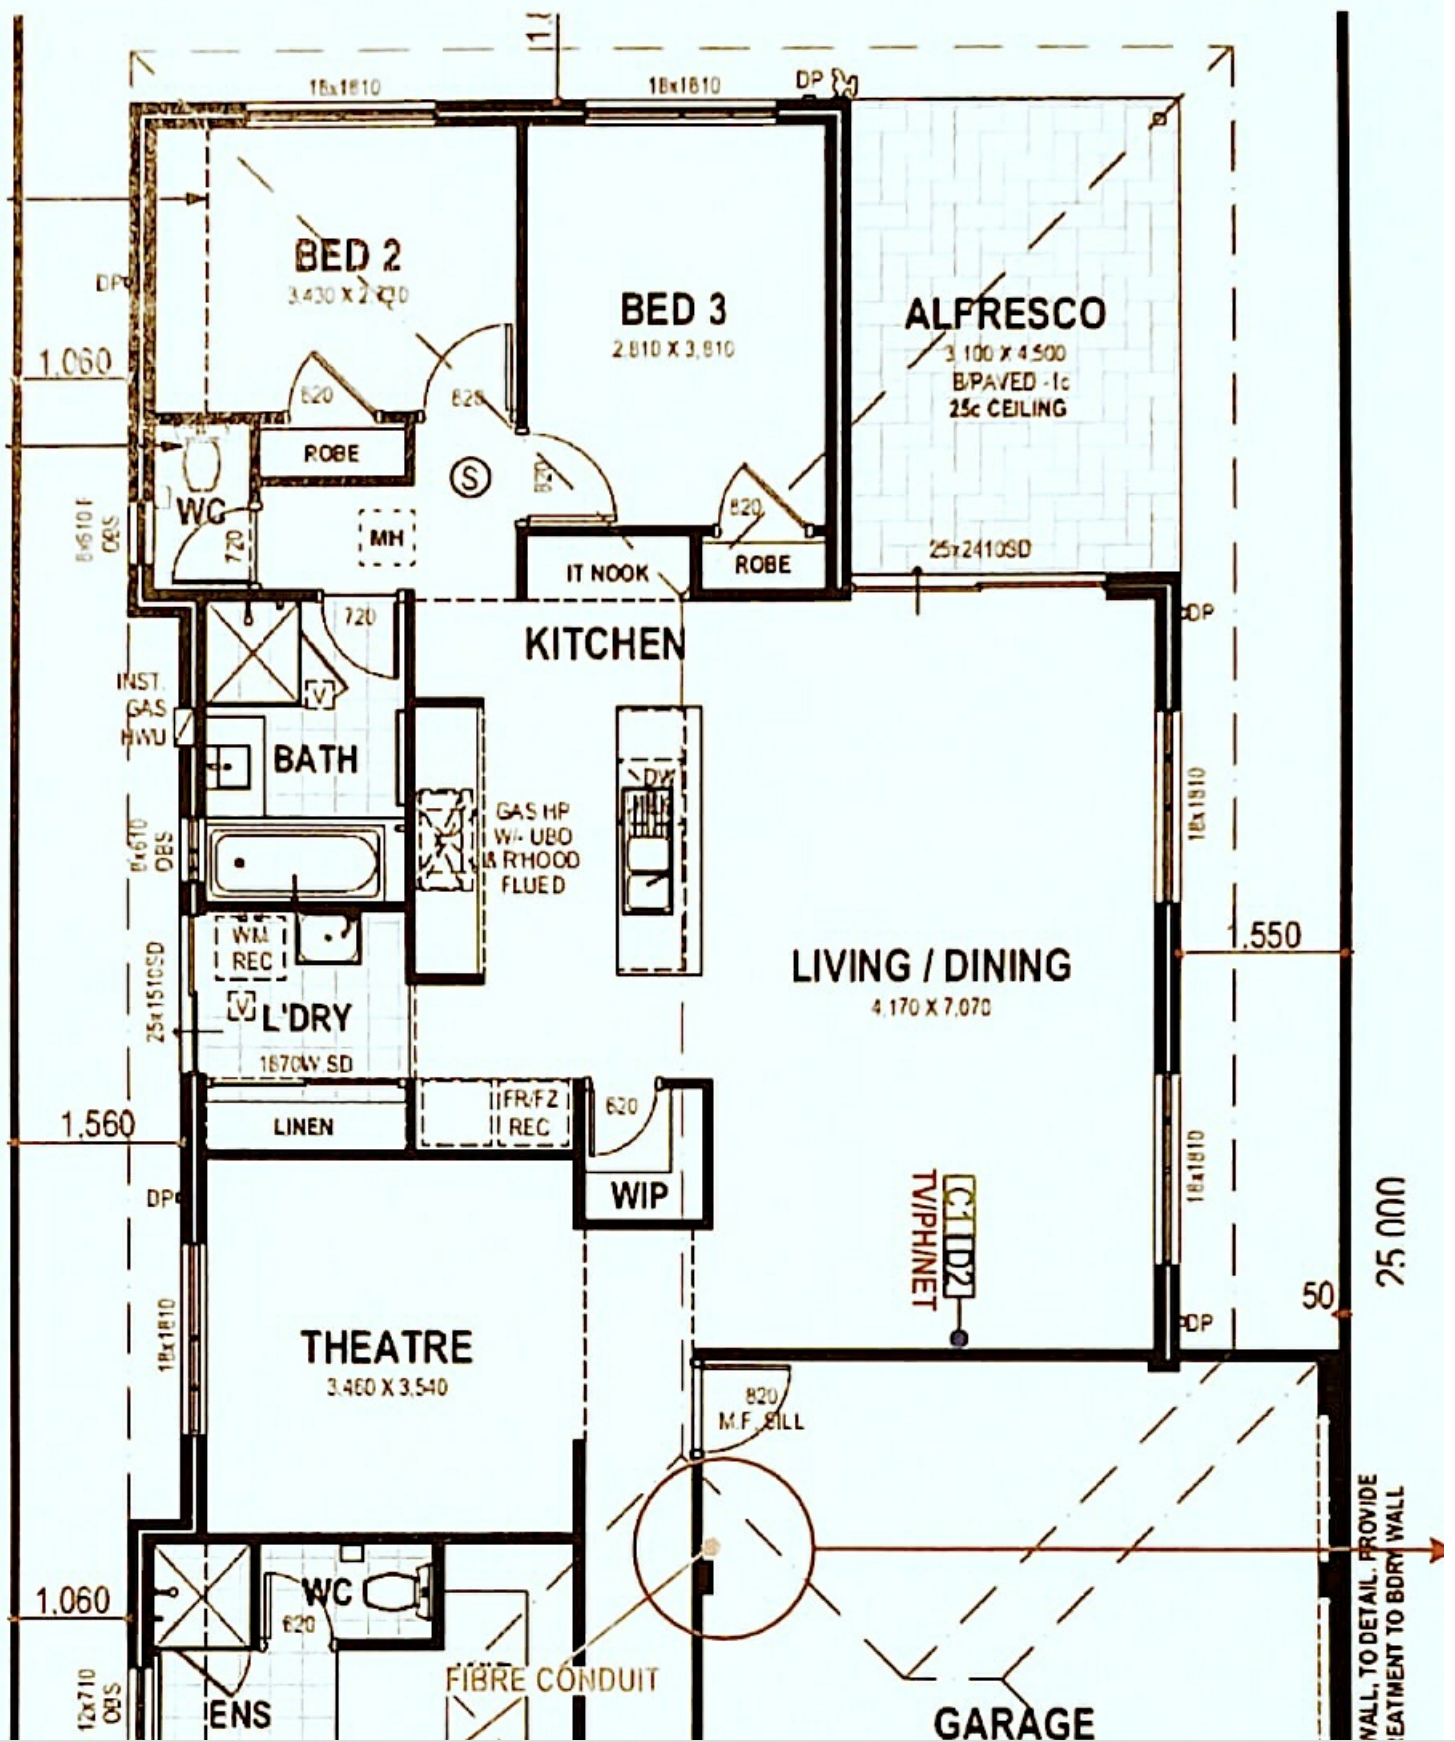 18x1810
18x1810
DP
BED 2
DP
BED 3
2.810 X 3,810
ALFRESCO
3.100 X 4.500
B/PAVED -1c
25c CEILING
1,060
620
820
ROBE
S
820
820
WC
720
8x610F
OBS
MH
IT NOOK
ROBE
25x2410SD
720
KITCHEN
DP
INST.
GAS
HWU
V
BATH
DW
GAS HP
W/- UBO
& R'HOOD
FLUED
18x1810
8x610
OBS
WM
REC
1,550
LIVING / DINING
4,170 X 7,070
25x1510SD
V
L'DRY
1870W.SD
FR/FZ
REC
620
1,560
LINEN
DP
WIP
18x1810
C1
D2
TV/PH/NET
25.000
50
DP
18x1810
THEATRE
3.460 X 3,540
820
M.F. SILL
WC
620
1,060
FIBRE CONDUIT
12x710
OBS
ENS
GARAGE
WALL, TO DETAIL. PROVIDE
REATMENT TO BDRY WALL